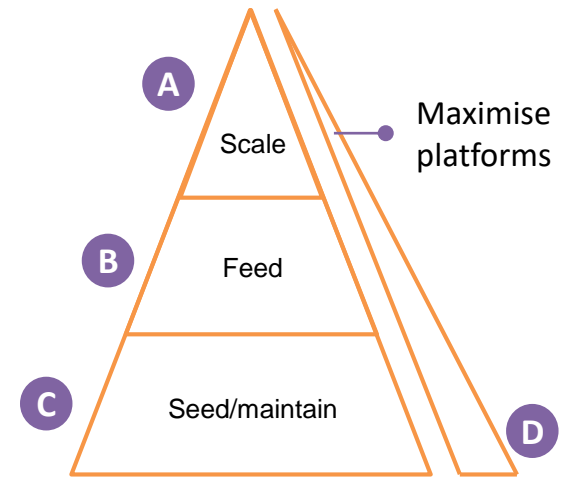 A
Scale
Maximise
platforms
B
Feed
C
Seed/maintain
D